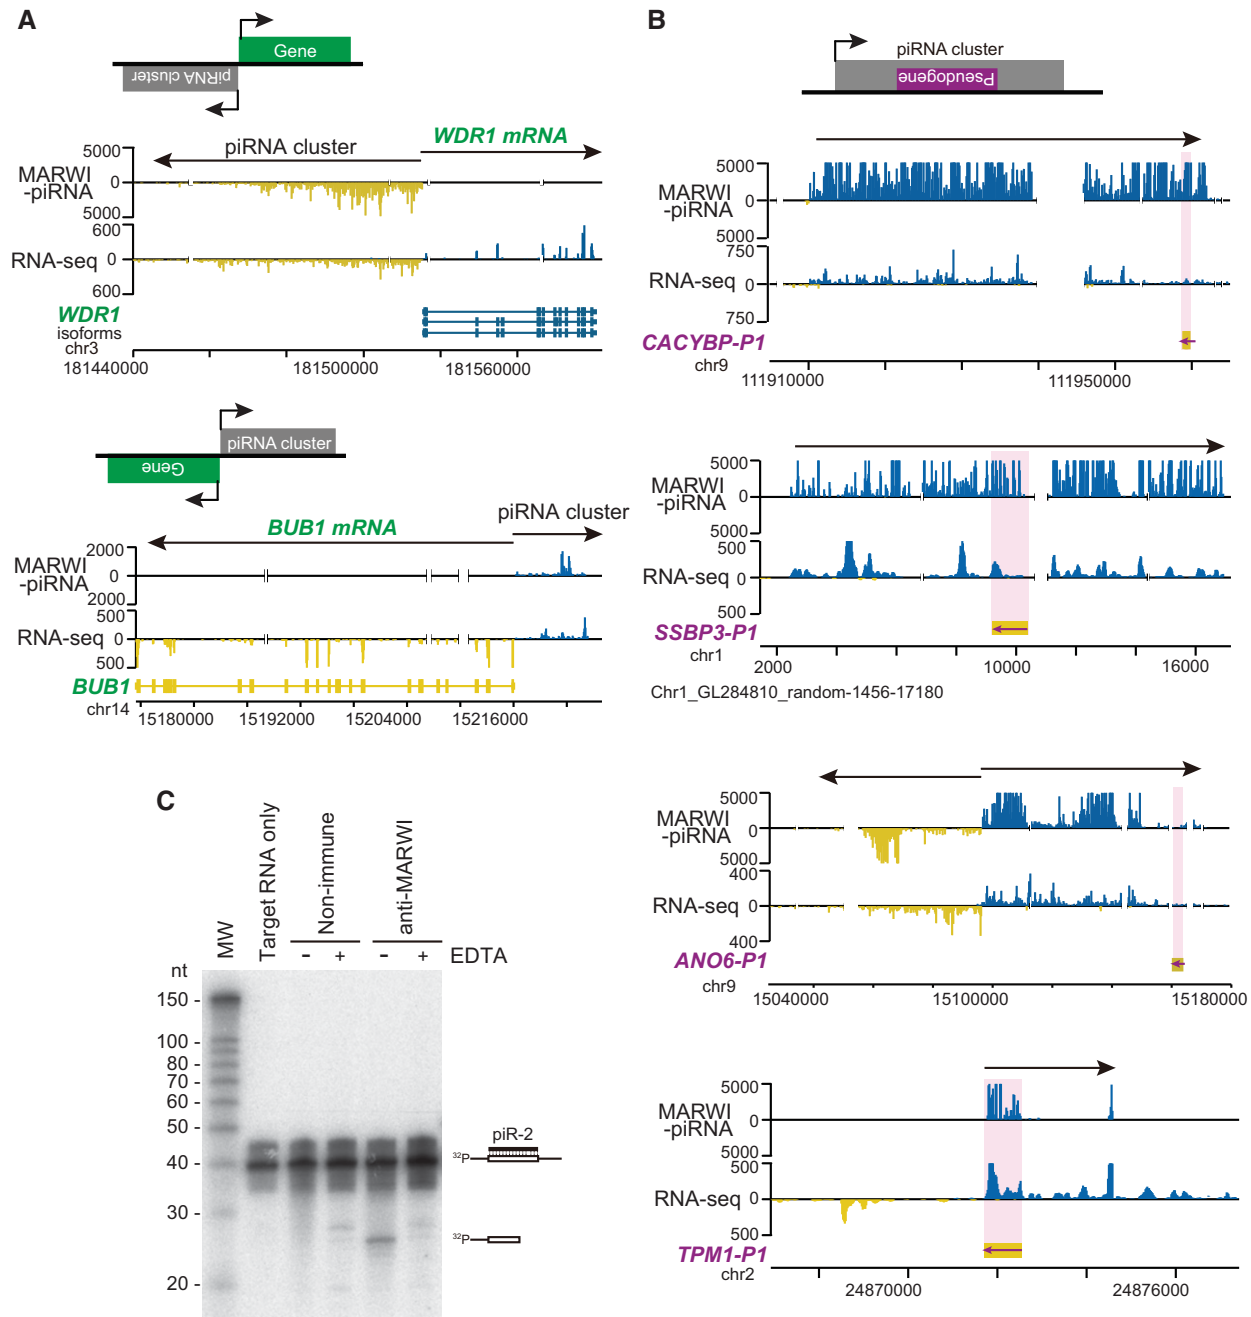 A
Gene
piRNA cluster
WDR1 mRNA
piRNA cluster
5000
MARWI
-piRNA
0
5000
600
RNA-seq
0
600
WDR1
isoforms
chr3
181440000
181500000
181560000
piRNA cluster
Gene
piRNA cluster
BUB1 mRNA
2000
MARWI
-piRNA
0
2000
500
RNA-seq
0
500
BUB1
chr14
15180000
15192000
15204000
15216000
B
piRNA cluster
Pseudogene
5000
MARWI
-piRNA
0
5000
750
RNA-seq
0
750
CACYBP-P1
chr9
111910000
111950000
5000
MARWI
-piRNA
0
5000
500
RNA-seq
0
500
SSBP3-P1
chr1
2000
10000
16000
Chr1_GL284810_random-1456-17180
5000
MARWI
-piRNA
0
5000
400
RNA-seq
0
400
ANO6-P1
chr9
15040000
15100000
15180000
5000
MARWI
-piRNA
0
500
RNA-seq
0
500
TPM1-P1
chr2
24870000
24876000
C
MW
Target RNA only
Non-immune
anti-MARWI
- + - + EDTA
nt
150
100
80
70
60
50
40
30
20
piR-2
32P
32P